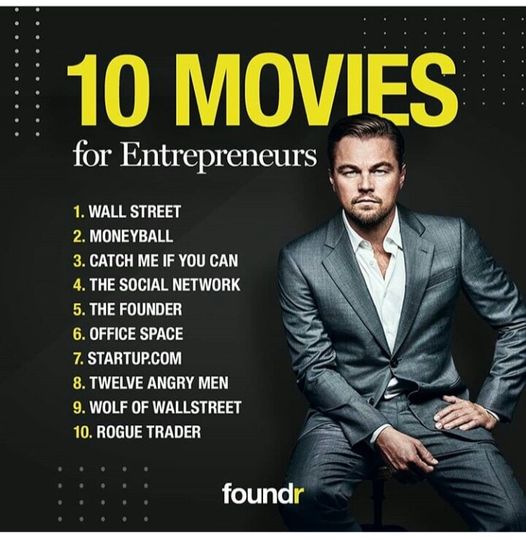 10 MOVIES
for Entrepreneurs
1. WALL STREET
2. MONEYBALL
3. CATCH ME IF YOU CAN
4. THE SOCIAL NETWORK
5. THE FOUNDER
6. OFFICE SPACE
7. STARTUP.COM
8. TWELVE ANGRY MEN
9. WOLF OF WALLSTREET
10. ROGUE TRADER
foundr